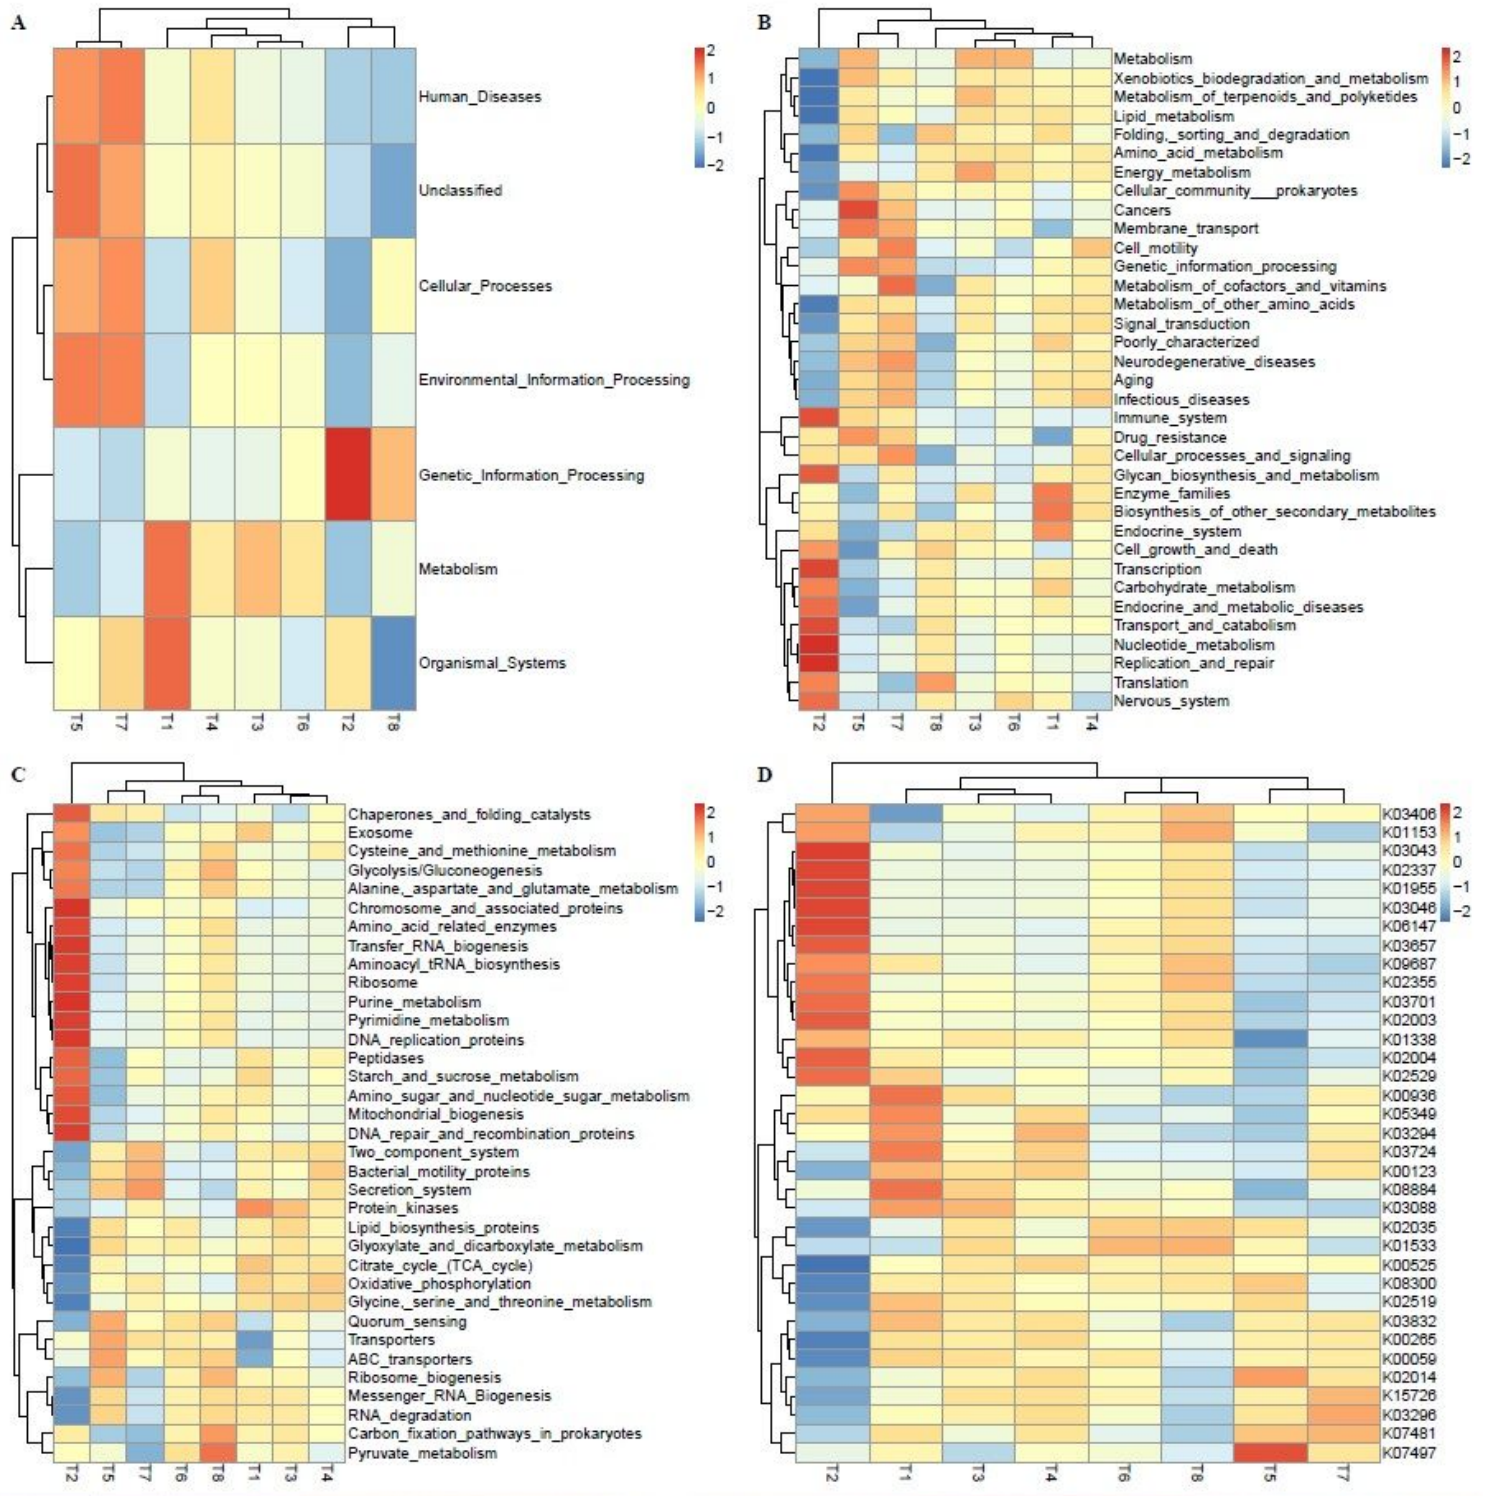 A
2
1
0
-1
-2
Human_Diseases
Unclassified
Cellular_Processes
Environmental_Information_Processing
Genetic_Information_Processing
Metabolism
Organismal_Systems
T5 T7 T1 T4 T3 T6 T2 T8
B
2
1
0
-1
-2
Metabolism
Xenobiotics_biodegradation_and_metabolism
Metabolism_of_terpenoids_and_polyketides
Lipid_metabolism
Folding,_sorting_and_degradation
Amino_acid_metabolism
Energy_metabolism
Cellular_community___prokaryotes
Cancers
Membrane_transport
Cell_motility
Genetic_information_processing
Metabolism_of_cofactors_and_vitamins
Metabolism_of_other_amino_acids
Signal_transduction
Poorly_characterized
Neurodegenerative_diseases
Aging
Infectious_diseases
Immune_system
Drug_resistance
Cellular_processes_and_signaling
Glycan_biosynthesis_and_metabolism
Enzyme_families
Biosynthesis_of_other_secondary_metabolites
Endocrine_system
Cell_growth_and_death
Transcription
Carbohydrate_metabolism
Endocrine_and_metabolic_diseases
Transport_and_catabolism
Nucleotide_metabolism
Replication_and_repair
Translation
Nervous_system
T2 T5 T7 T8 T3 T6 T1 T4
C
2
1
0
-1
-2
Chaperones_and_folding_catalysts
Exosome
Cysteine_and_methionine_metabolism
Glycolysis/Gluconeogenesis
Alanine,_aspartate_and_glutamate_metabolism
Chromosome_and_associated_proteins
Amino_acid_related_enzymes
Transfer_RNA_biogenesis
Aminoacyl_tRNA_biosynthesis
Ribosome
Purine_metabolism
Pyrimidine_metabolism
DNA_replication_proteins
Peptidases
Starch_and_sucrose_metabolism
Amino_sugar_and_nucleotide_sugar_metabolism
Mitochondrial_biogenesis
DNA_repair_and_recombination_proteins
Two_component_system
Bacterial_motility_proteins
Secretion_system
Protein_kinases
Lipid_biosynthesis_proteins
Glyoxylate_and_dicarboxylate_metabolism
Citrate_cycle_(TCA_cycle)
Oxidative_phosphorylation
Glycine,_serine_and_threonine_metabolism
Quorum_sensing
Transporters
ABC_transporters
Ribosome_biogenesis
Messenger_RNA_Biogenesis
RNA_degradation
Carbon_fixation_pathways_in_prokaryotes
Pyruvate_metabolism
T2 T5 T7 T6 T8 T1 T3 T4
D
2
1
0
-1
-2
K03406
K01153
K03043
K02337
K01955
K03046
K06147
K03657
K09687
K02355
K03701
K02003
K01338
K02004
K02529
K00936
K05349
K03294
K03724
K00123
K08884
K03088
K02035
K01533
K00525
K08300
K02519
K03832
K00265
K00059
K02014
K15726
K03296
K07481
K07497
T2 T1 T3 T4 T6 T8 T5 T7